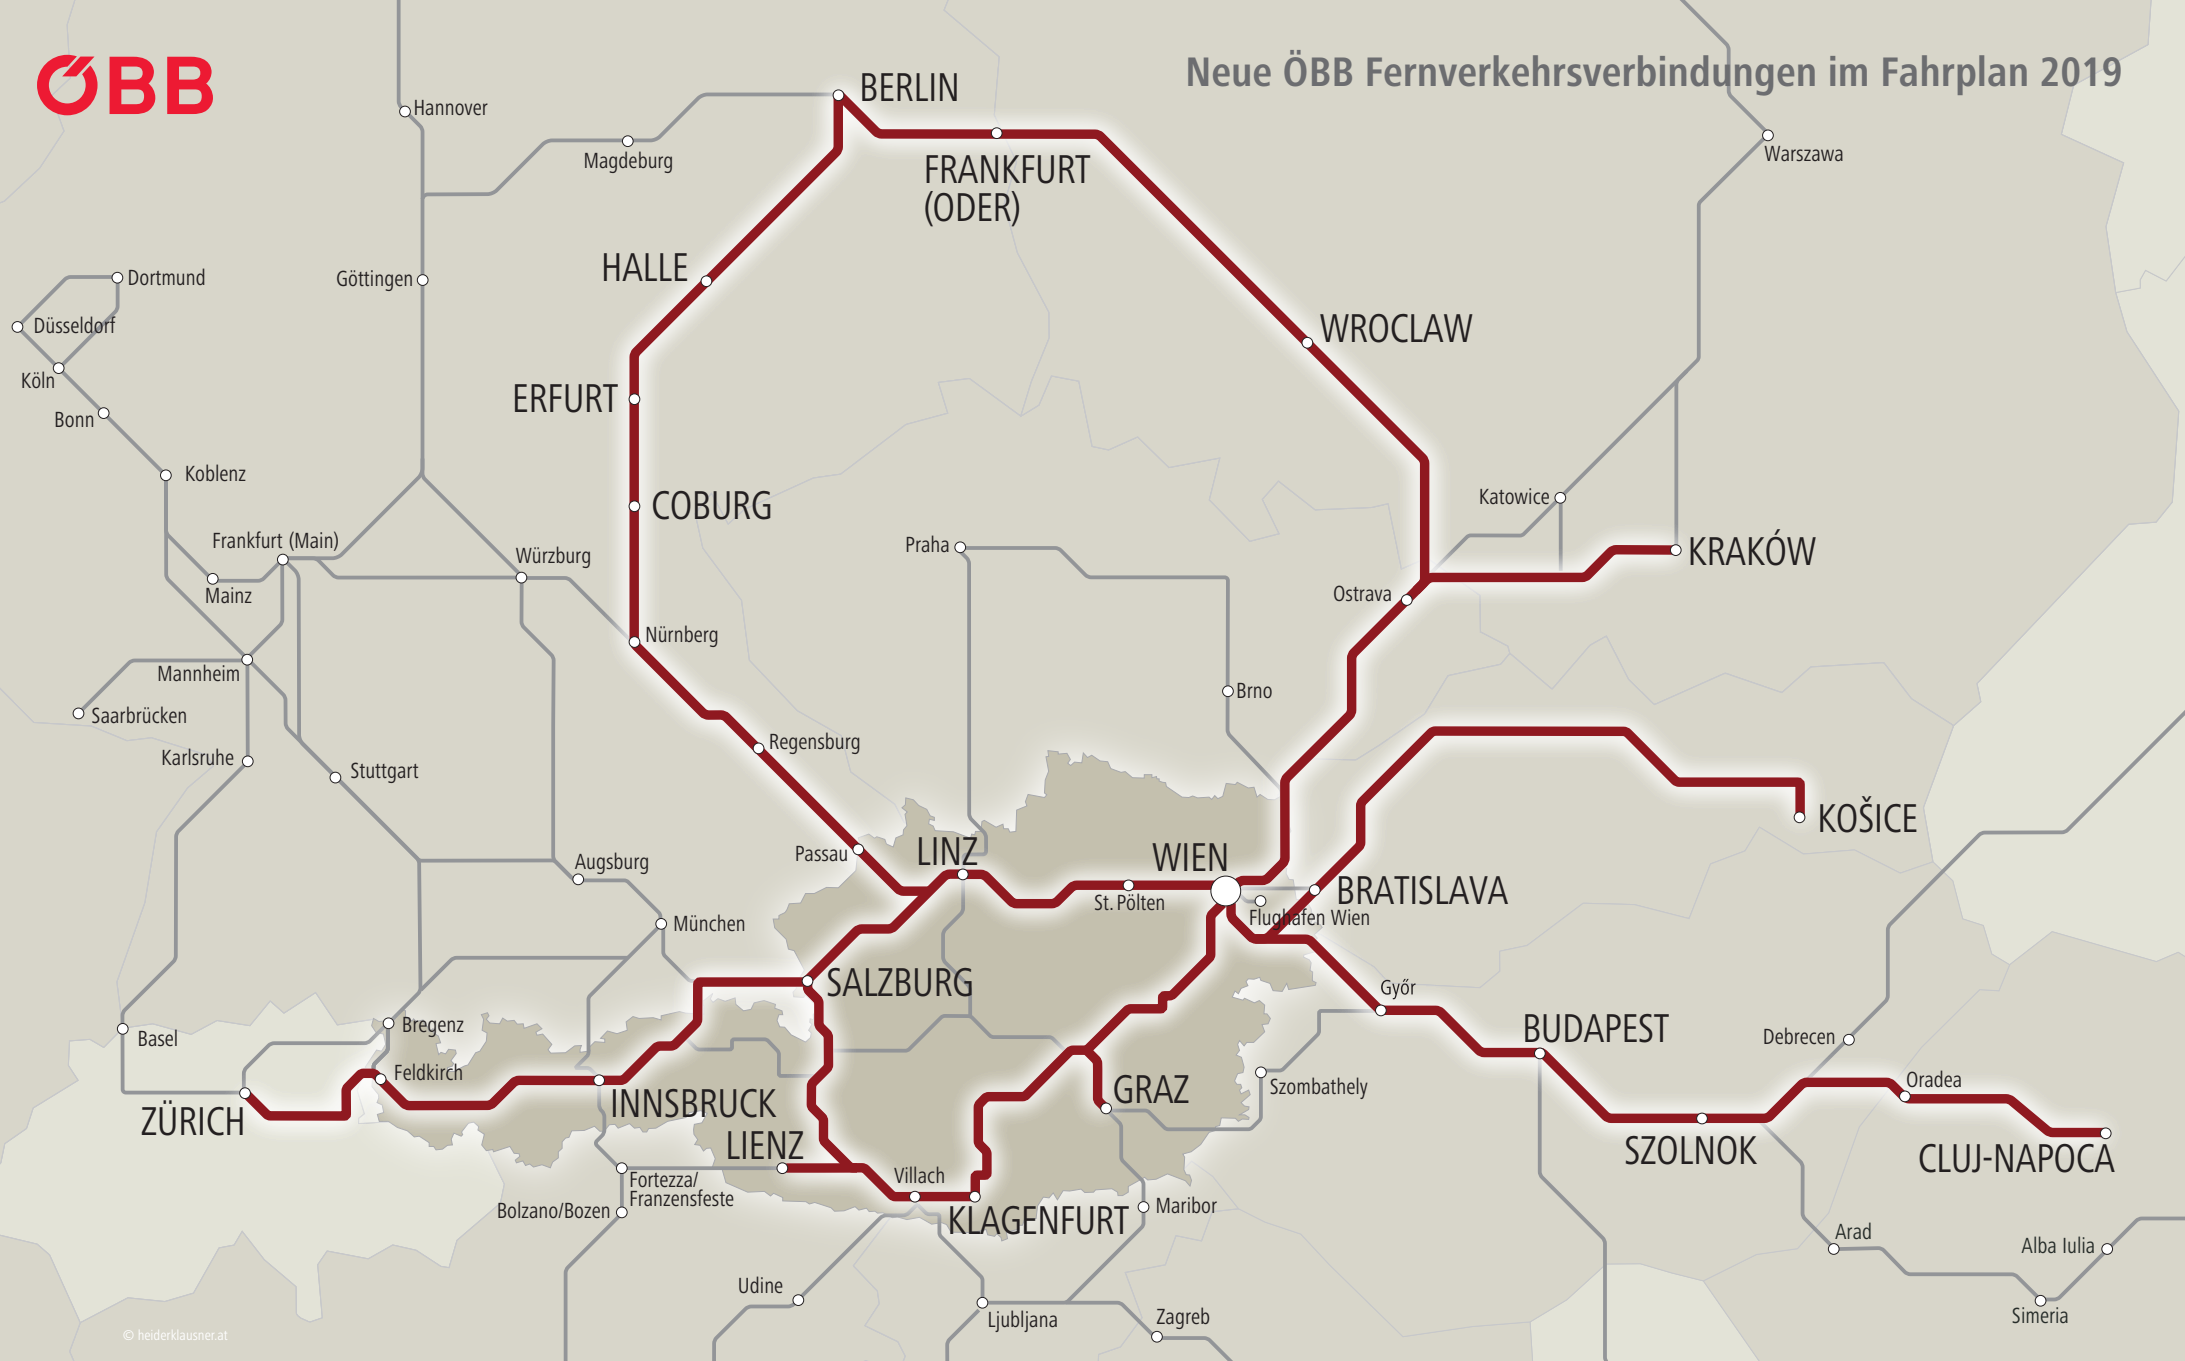 ÖBB
Neue ÖBB Fernverkehrsverbindungen im Fahrplan 2019
BERLIN
Hannover
Magdeburg
Warszawa
FRANKFURT
(ODER)
HALLE
Dortmund
Göttingen
Düsseldorf
WROCLAW
Köln
ERFURT
Bonn
Koblenz
COBURG
Katowice
Frankfurt (Main)
Würzburg
Praha
KRAKÓW
Mainz
Ostrava
Nürnberg
Mannheim
Brno
Saarbrücken
Regensburg
Karlsruhe
Stuttgart
KOŠICE
Passau
LINZ
WIEN
Augsburg
St. Pölten
BRATISLAVA
Flughafen Wien
München
SALZBURG
Győr
Bregenz
BUDAPEST
Basel
Debrecen
Feldkirch
Oradea
Szombathely
GRAZ
INNSBRUCK
ZÜRICH
LIENZ
SZOLNOK
CLUJ-NAPOCA
Villach
Fortezza/
Franzensfeste
Bolzano/Bozen
Maribor
KLAGENFURT
Arad
Alba Iulia
Udine
Ljubljana
Zagreb
Simeria
© heiderklausner.at